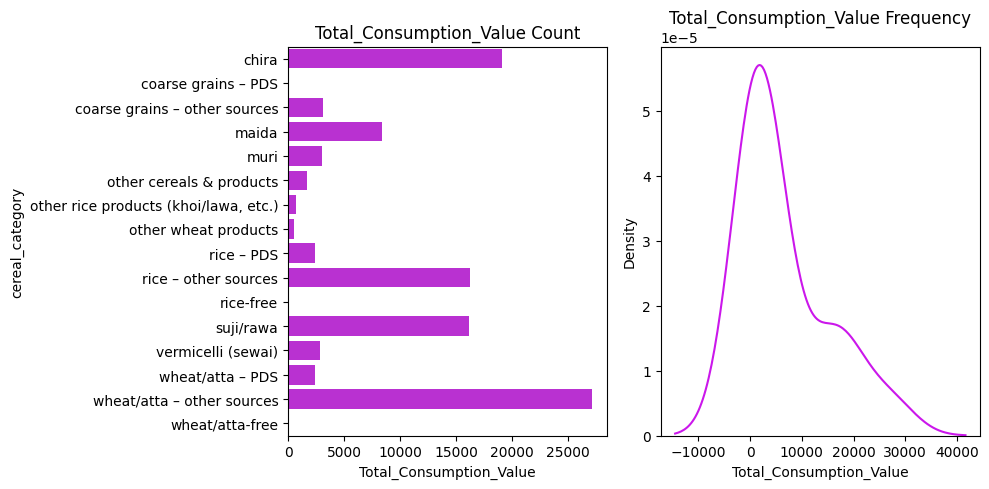 Total_Consumption_Value Count
cereal_category
chira
coarse grains – PDS
coarse grains – other sources
maida
muri
other cereals & products
other rice products (khoi/lawa, etc.)
other wheat products
rice – PDS
rice – other sources
rice-free
suji/rawa
vermicelli (sewai)
wheat/atta – PDS
wheat/atta – other sources
wheat/atta-free
0 5000 10000 15000 20000 25000
Total_Consumption_Value
Total_Consumption_Value Frequency
1e−5
Density
5
4
3
2
1
0
−10000 0 10000 20000 30000 40000
Total_Consumption_Value